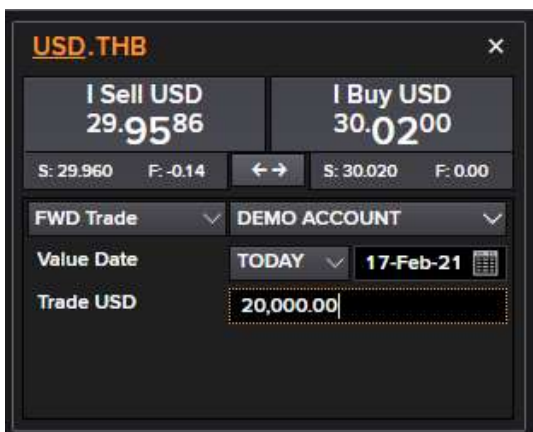 USD.THB ×
I Sell USD I Buy USD
29.9586 30.0200
S: 29.960 F: -0.14 ←→ S: 30.020 F: 0.00
FWD Trade DEMO ACCOUNT
Value Date TODAY 17-Feb-21
Trade USD 20,000.00